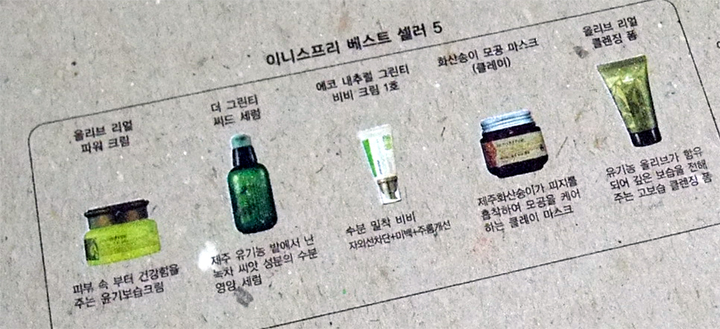 이니스프리 베스트 셀러 5
올리브 리얼
파워 크림
피부 속 부터 건강함을
주는 윤기보습크림
더 그린티
씨드 세럼
제주 유기농 밭에서 난
녹차 씨앗 성분의 수분
영양 세럼
에코 내추럴 그린티
비비 크림 1호
수분 밀착 비비
자외선차단+미백+주름개선
화산송이 모공 마스크
(클레이)
제주화산송이가 피지를
흡착하여 모공을 케어
하는 클레이 마스크
올리브 리얼
클렌징 폼
유기농 올리브가 함유
되어 깊은 보습을 전해
주는 고보습 클렌징 폼